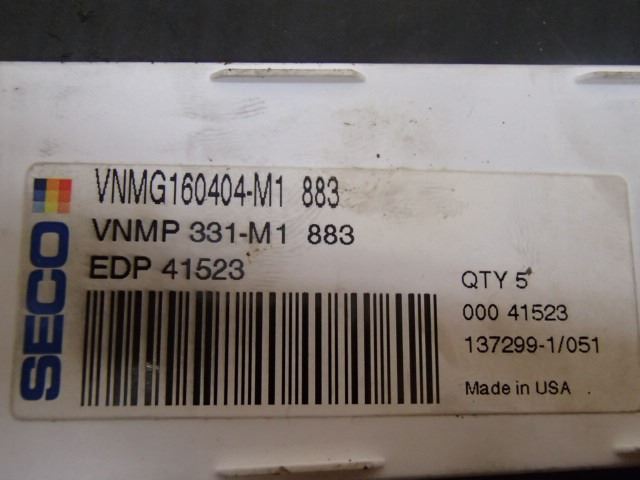 SECO
VNMG160404-M1 883
VNMP 331-M1 883
EDP 41523
QTY 5
000 41523
137299-1/051
Made in USA